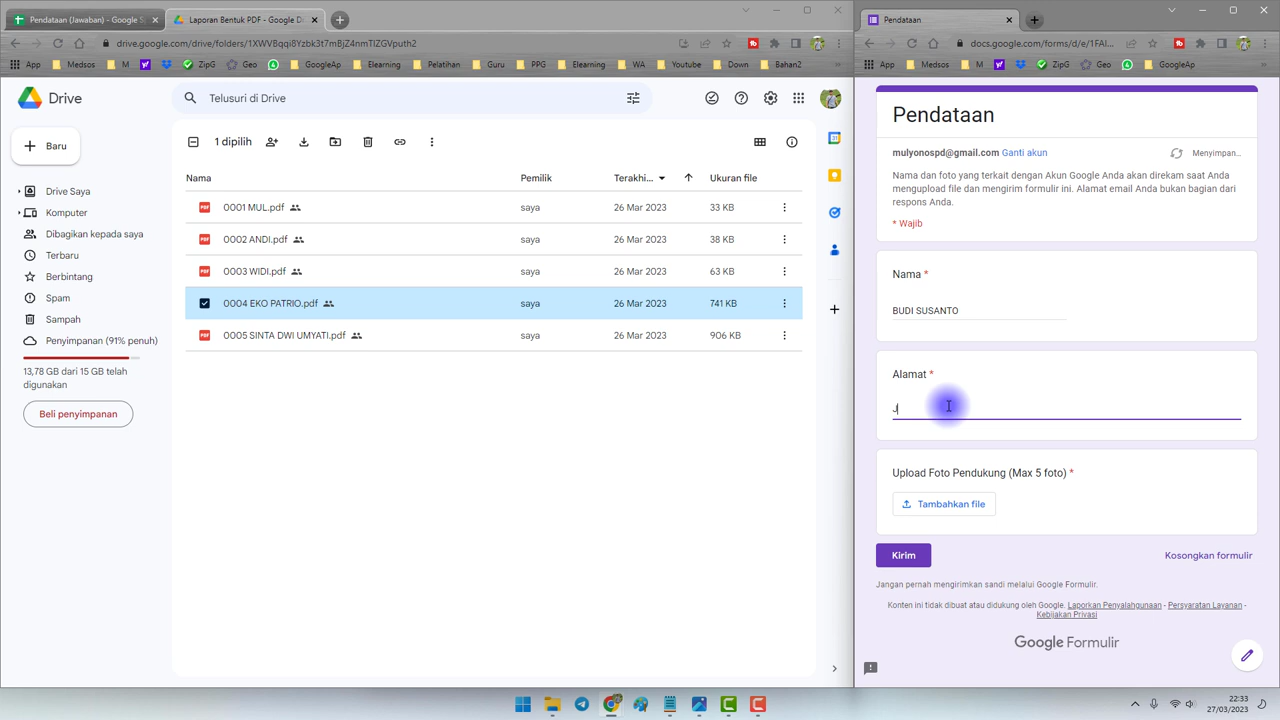 Pendataan (Jawaban) - Google S
Laporan Bentuk PDF - Google D
Pendataan
drive.google.com/drive/folders/1XWVBqqi8Yzbk3t7mBjZ4nmTIZGVputh2
docs.google.com/forms/d/e/1FAI...
App
Medsos
M
ZipG
Geo
GoogleAp
Elearning
Pelatihan
Guru
PPG
Elearning
WA
Youtube
Down
Bahan2
App
Medsos
M
ZipG
Geo
GoogleAp
Drive
Telusuri di Drive
Baru
1 dipilih
Drive Saya
Komputer
Dibagikan kepada saya
Terbaru
Berbintang
Spam
Sampah
Penyimpanan (91% penuh)
13,78 GB dari 15 GB telah
digunakan
Beli penyimpanan
Nama Pemilik Terakhi... Ukuran file
0001 MUL.pdf saya 26 Mar 2023 33 KB
0002 ANDI.pdf saya 26 Mar 2023 38 KB
0003 WIDI.pdf saya 26 Mar 2023 63 KB
0004 EKO PATRIO.pdf saya 26 Mar 2023 741 KB
0005 SINTA DWI UMYATI.pdf saya 26 Mar 2023 906 KB
Pendataan
mulyonospd@gmail.com Ganti akun
Menyimpan...
Nama dan foto yang terkait dengan Akun Google Anda akan direkam saat Anda
mengupload file dan mengirim formulir ini. Alamat email Anda bukan bagian dari
respons Anda.
* Wajib
Nama *
BUDI SUSANTO
Alamat *
J
Upload Foto Pendukung (Max 5 foto) *
Tambahkan file
Kirim
Kosongkan formulir
Jangan pernah mengirimkan sandi melalui Google Formulir.
Konten ini tidak dibuat atau didukung oleh Google. Laporkan Penyalahgunaan - Persyaratan Layanan -
Kebijakan Privasi
Google Formulir
22:33
27/03/2023